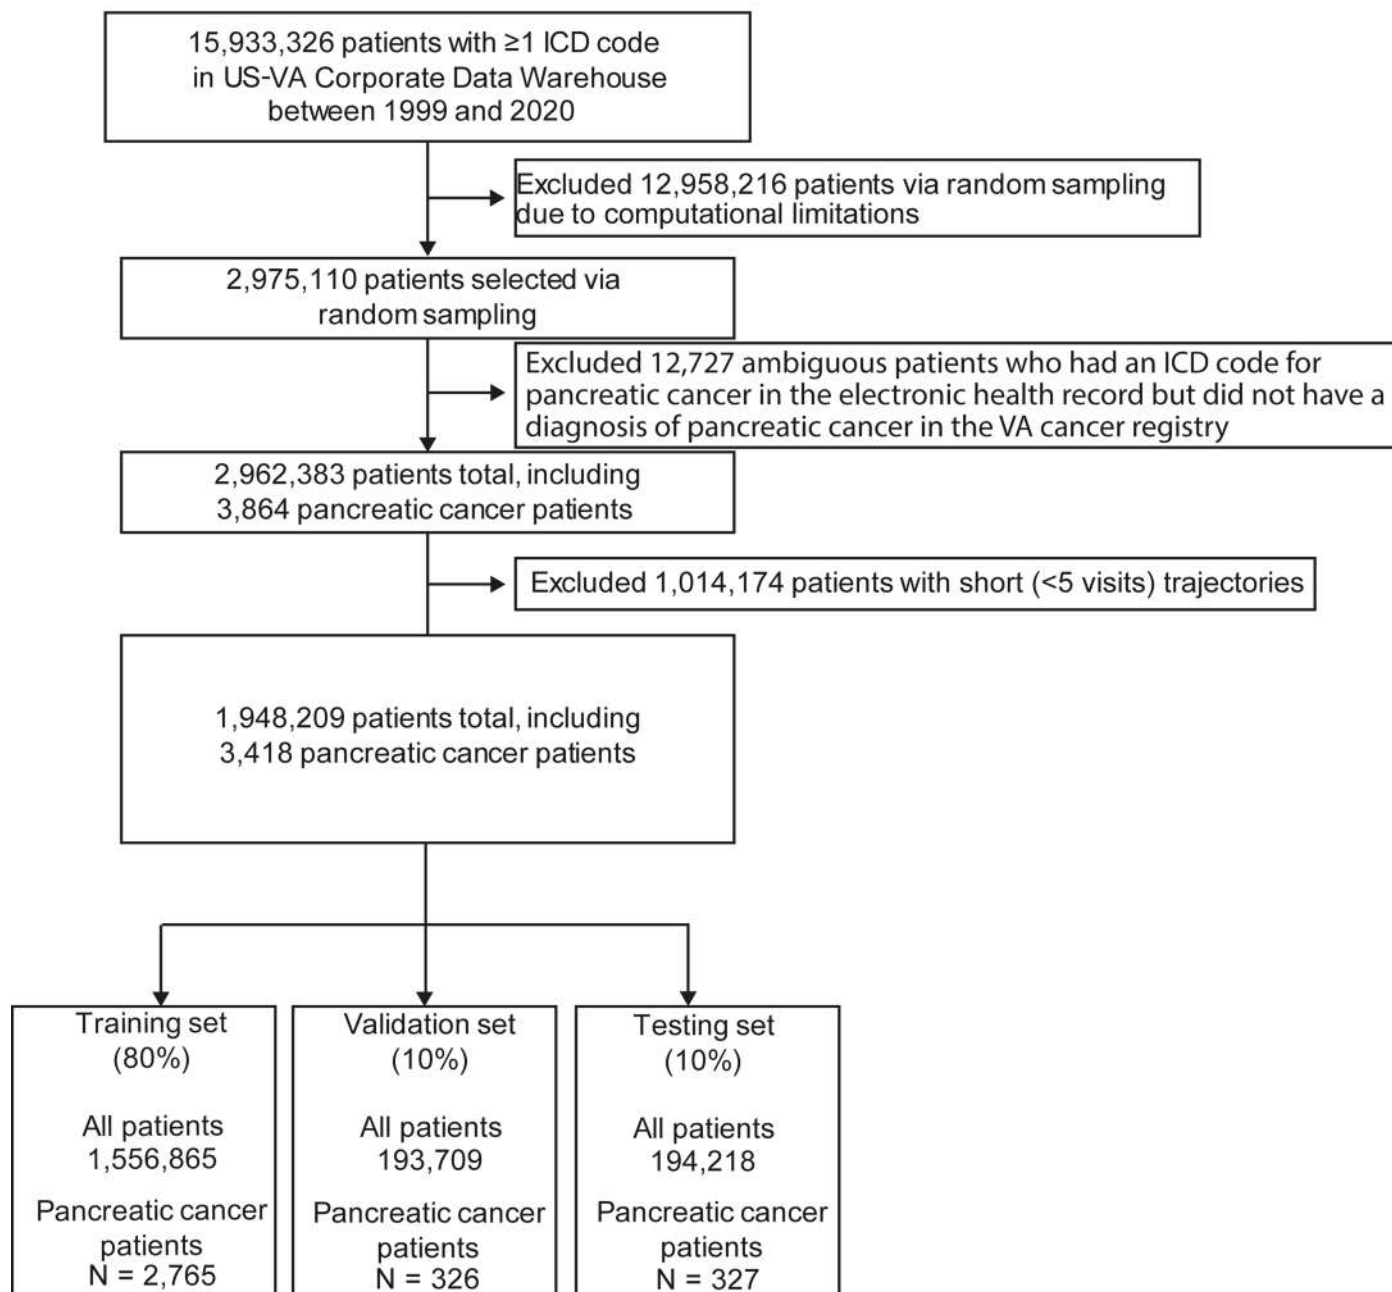 15,933,326 patients with ≥1 ICD code
in US-VA Corporate Data Warehouse
between 1999 and 2020
Excluded 12,958,216 patients via random sampling
due to computational limitations
2,975,110 patients selected via
random sampling
Excluded 12,727 ambiguous patients who had an ICD code for
pancreatic cancer in the electronic health record but did not have a
diagnosis of pancreatic cancer in the VA cancer registry
2,962,383 patients total, including
3,864 pancreatic cancer patients
Excluded 1,014,174 patients with short (<5 visits) trajectories
1,948,209 patients total, including
3,418 pancreatic cancer patients
Training set
(80%)
All patients
1,556,865
Pancreatic cancer
patients
N = 2,765
Validation set
(10%)
All patients
193,709
Pancreatic cancer
patients
N = 326
Testing set
(10%)
All patients
194,218
Pancreatic cancer
patients
N = 327